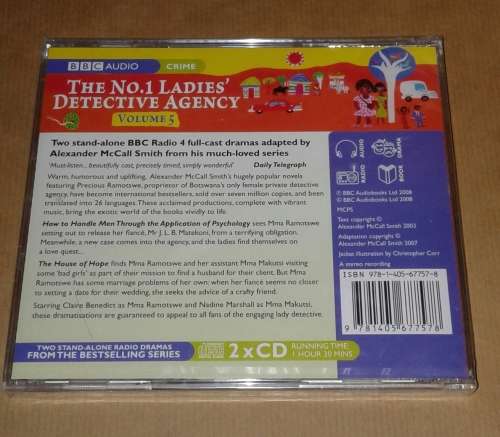 BBC AUDIO CRIME
THE NO.1 LADIES'
DETECTIVE AGENCY
VOLUME 5
Two stand-alone BBC Radio 4 full-cast dramas adapted by
Alexander McCall Smith from his much-loved series
'Must-listen... beautifully cast, precisely timed, simply wonderful' Daily Telegraph
Warm, humorous and uplifting, Alexander McCall Smith's hugely popular novels
featuring Precious Ramotswe, proprietor of Botswana's only female private detective
agency, have become international bestsellers, sold over seven million copies, and been
translated into 26 languages. These acclaimed productions, complete with vibrant
music, bring the exotic world of the books vividly to life.
How to Handle Men Through the Application of Psychology sees Mma Ramotswe
setting out to release her fiancé, Mr J. L. B. Matekoni, from a terrifying obligation.
Meanwhile, a new case comes into the agency, and the ladies find themselves on
a love quest...
The House of Hope finds Mma Ramotswe and her assistant Mma Makutsi visiting
some 'bad girls' as part of their mission to find a husband for their client. But Mma
Ramotswe has some marriage problems of her own: when her fiancé seems no closer
to setting a date for their wedding, she seeks the advice of a crafty friend.
Starring Claire Benedict as Mma Ramotswe and Nadine Marshall as Mma Makutsi,
these dramatisations are guaranteed to appeal to all fans of the engaging lady detective.
TWO STAND-ALONE RADIO DRAMAS
FROM THE BESTSELLING SERIES
2 x CD
RUNNING TIME:
1 HOUR 30 MINS
AUDIO
RADIO
BOOK
DRAMA
© BBC Audiobooks Ltd 2008
℗ BBC Audiobooks Ltd 2008
MCPS
Text copyright ©
Alexander McCall Smith 2003
Adaptation copyright ©
Alexander McCall Smith 2007
Jacket illustration by Christopher Corr
A stereo recording
ISBN 978-1-405-67757-8
9 781405 677578